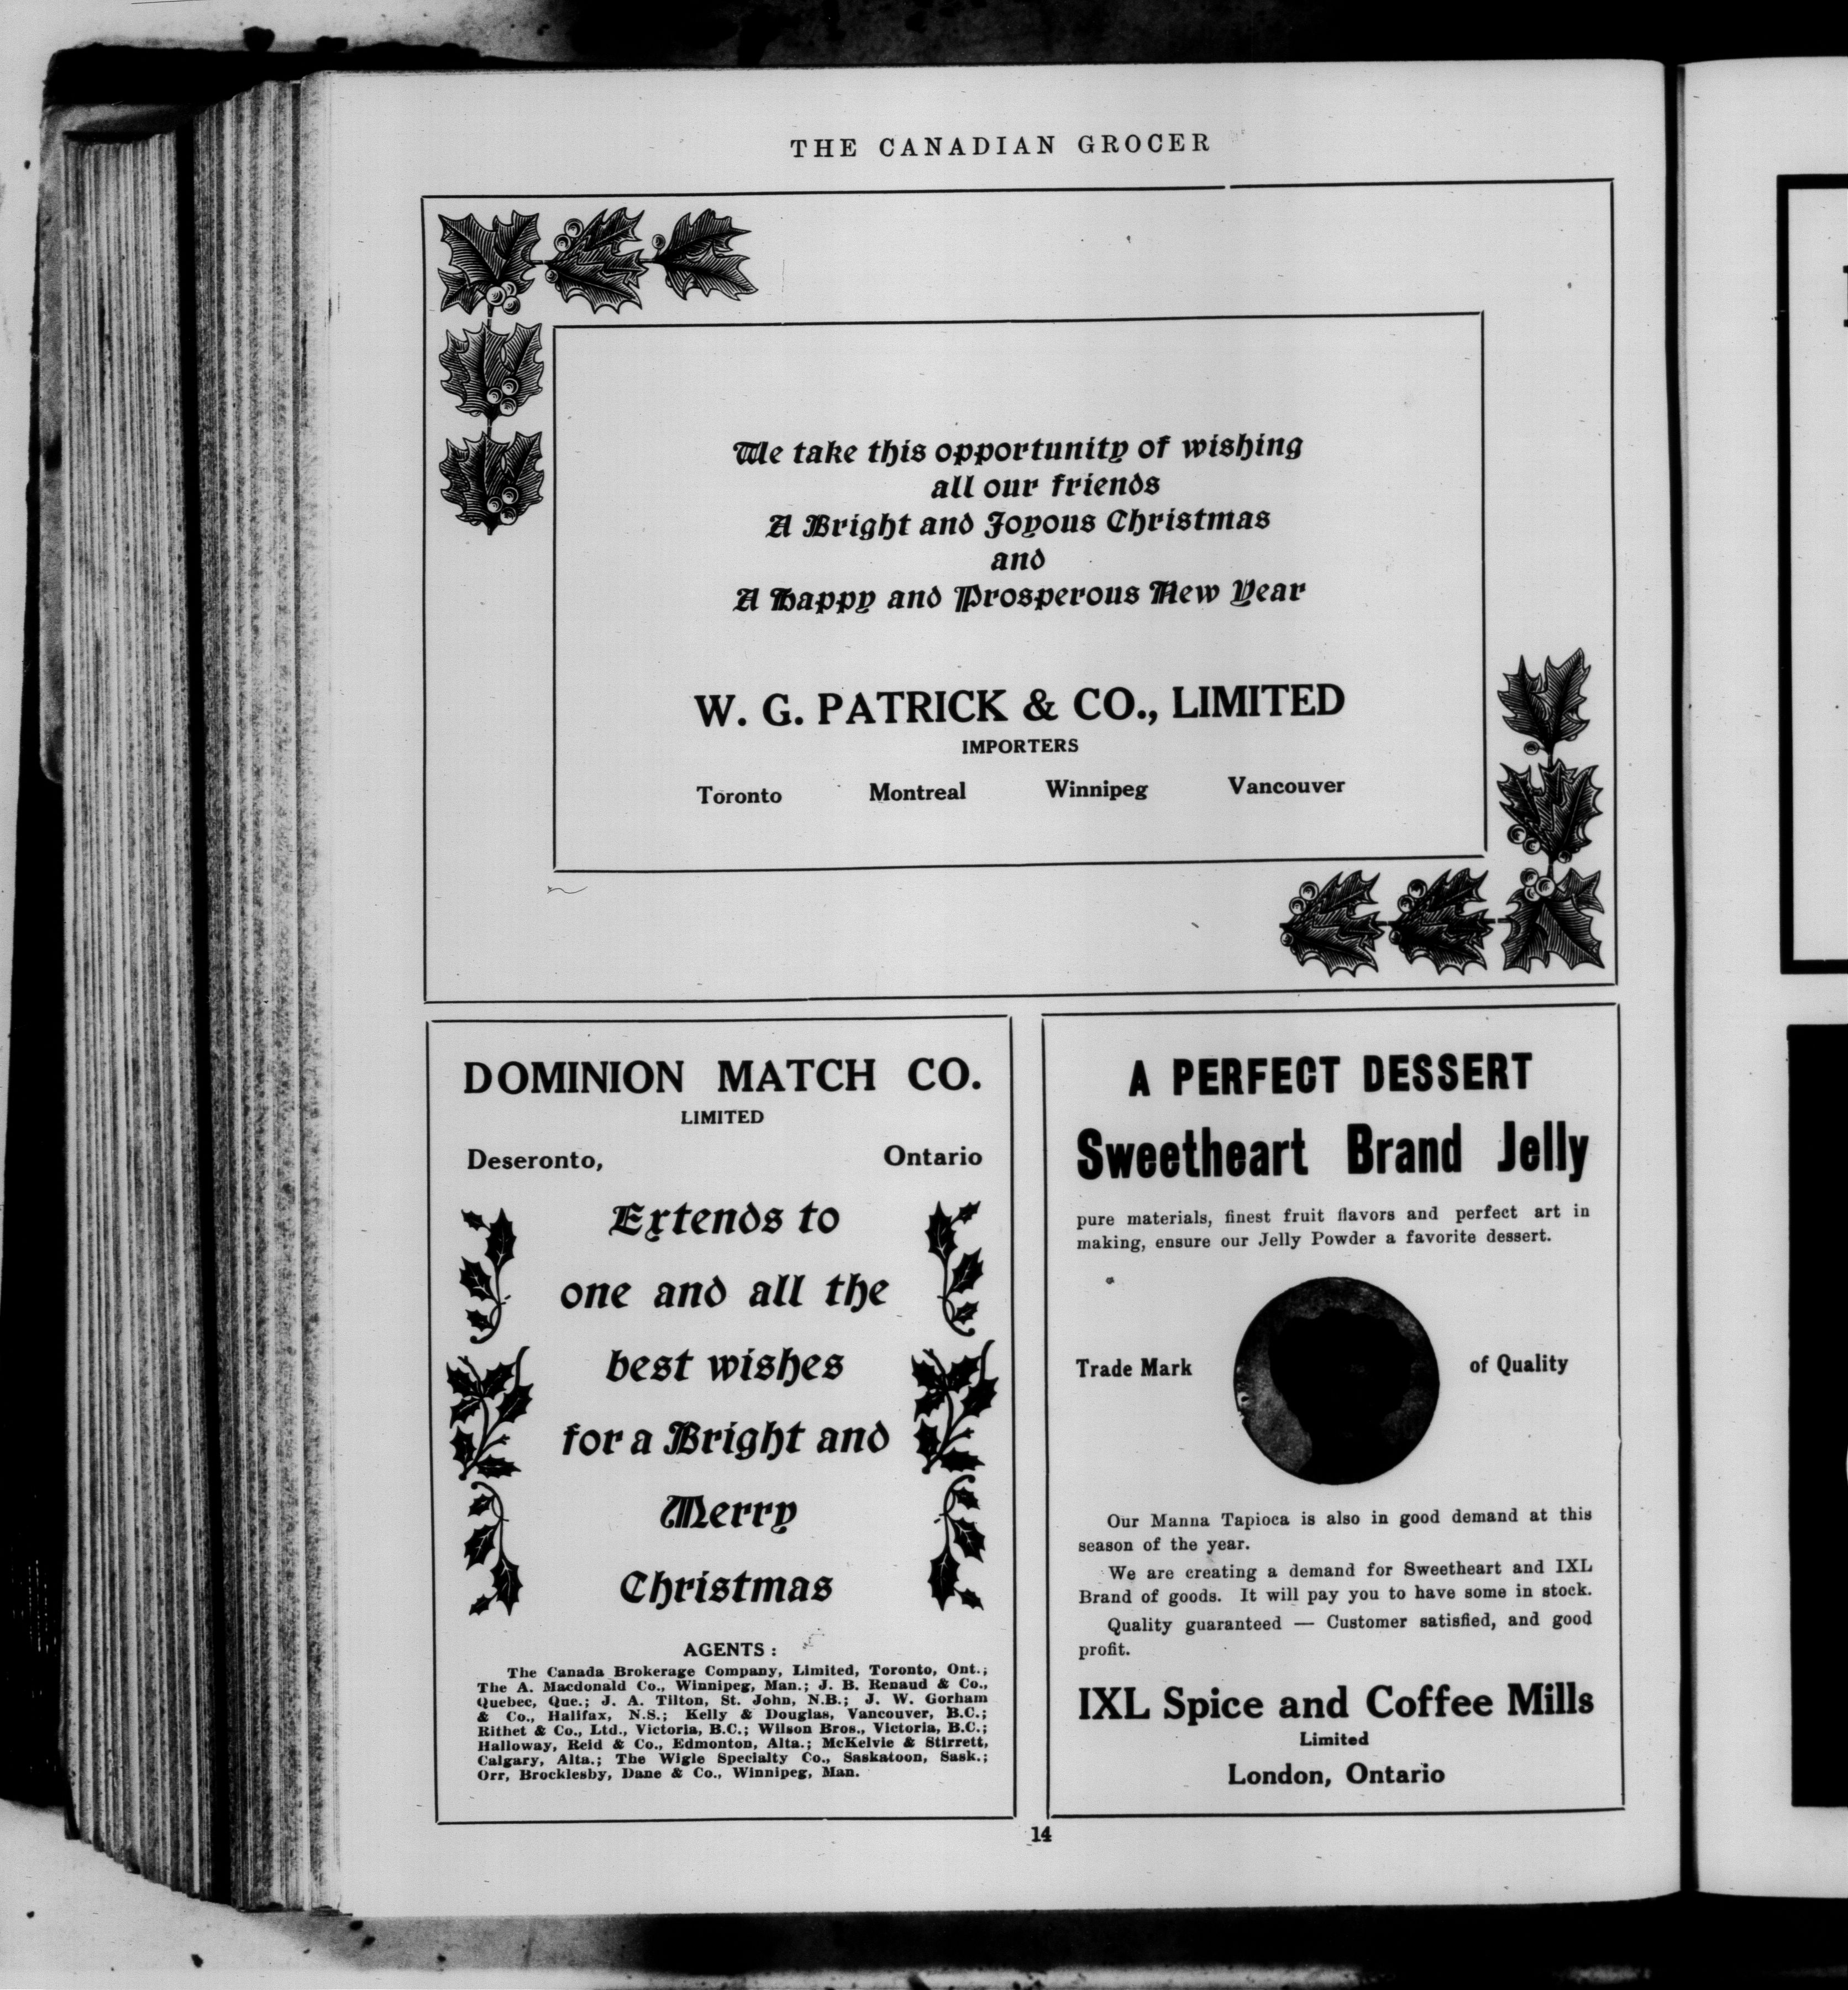 THE CANADIAN GROCER
We take this opportunity of wishing
all our friends
A Bright and Joyous Christmas
and
A Happy and Prosperous New Year
W. G. PATRICK & CO., LIMITED
IMPORTERS
Toronto Montreal Winnipeg Vancouver
DOMINION MATCH CO.
LIMITED
Deseronto, Ontario
Extends to
one and all the
best wishes
for a Bright and
Merry
Christmas
AGENTS :
The Canada Brokerage Company, Limited, Toronto, Ont.;
The A. Macdonald Co., Winnipeg, Man.; J. B. Renaud & Co.,
Quebec, Que.; J. A. Tilton, St. John, N.B.; J. W. Gorham
& Co., Halifax, N.S.; Kelly & Douglas, Vancouver, B.C.;
Rithet & Co., Ltd., Victoria, B.C.; Wilson Bros., Victoria, B.C.;
Halloway, Reid & Co., Edmonton, Alta.; McKelvie & Stirrett,
Calgary, Alta.; The Wigle Specialty Co., Saskatoon, Sask.;
Orr, Brocklesby, Dane & Co., Winnipeg, Man.
A PERFECT DESSERT
Sweetheart Brand Jelly
pure materials, finest fruit flavors and perfect art in
making, ensure our Jelly Powder a favorite dessert.
Trade Mark of Quality
Our Manna Tapioca is also in good demand at this
season of the year.
We are creating a demand for Sweetheart and IXL
Brand of goods. It will pay you to have some in stock.
Quality guaranteed — Customer satisfied, and good
profit.
IXL Spice and Coffee Mills
Limited
London, Ontario
14